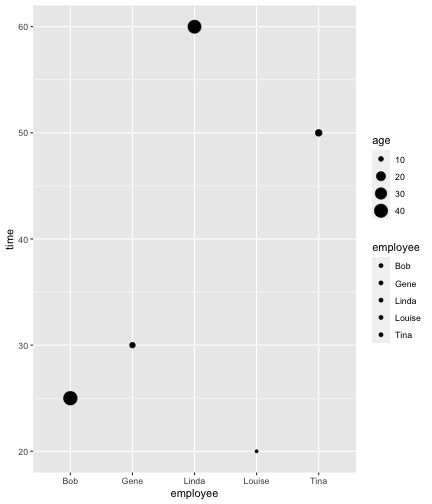 60
50
40
30
20
time
Bob Gene Linda Louise Tina
employee
age
10
20
30
40
employee
Bob
Gene
Linda
Louise
Tina